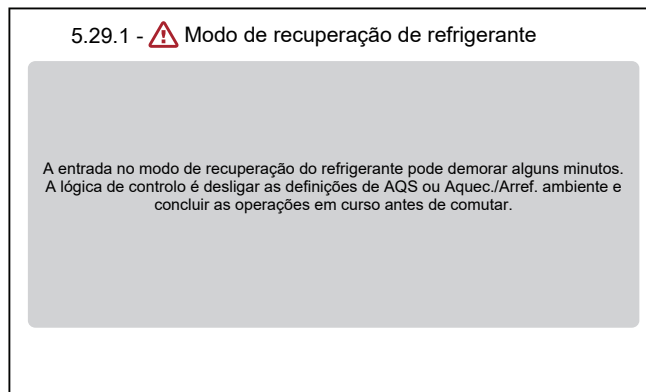 5.29.1 - Modo de recuperação de refrigerante
A entrada no modo de recuperação do refrigerante pode demorar alguns minutos.
A lógica de controlo é desligar as definições de AQS ou Aquec./Arref. ambiente e
concluir as operações em curso antes de comutar.